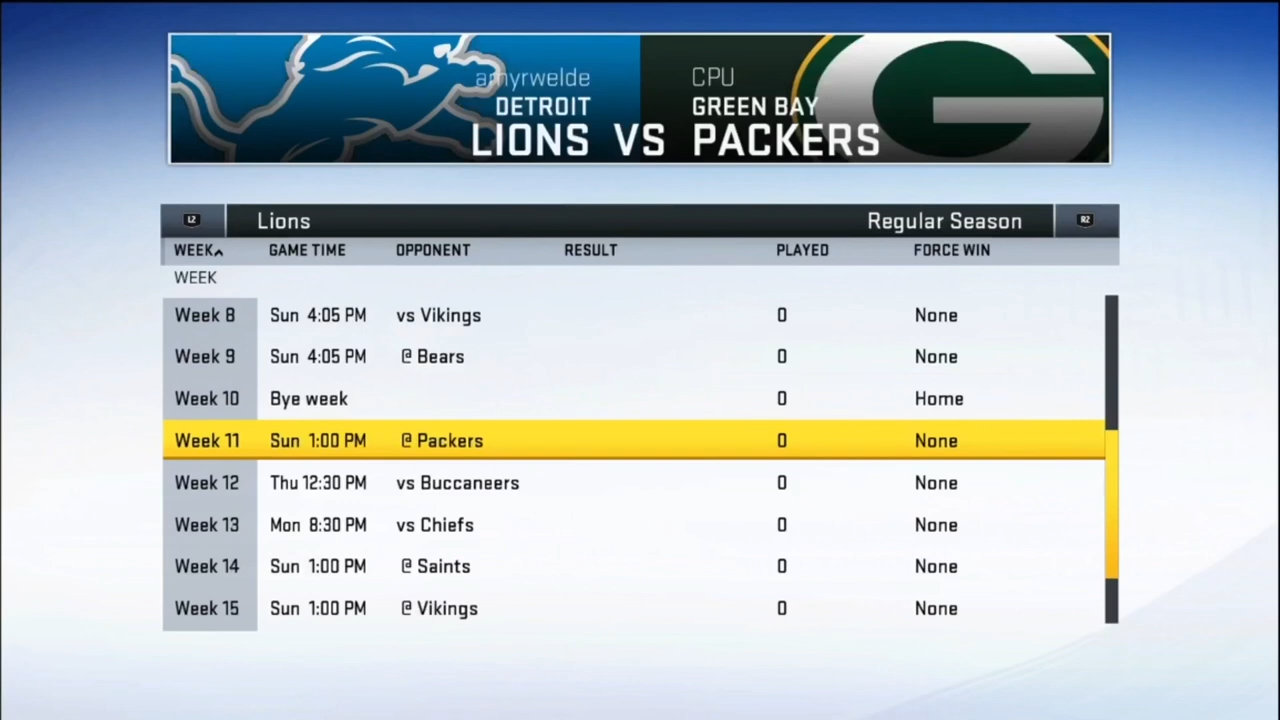 amyrwelde CPU
DETROIT GREEN BAY
LIONS VS PACKERS
L2 Lions Regular Season R2
WEEK GAME TIME OPPONENT RESULT PLAYED FORCE WIN
WEEK
Week 8 Sun 4:05 PM vs Vikings 0 None
Week 9 Sun 4:05 PM @ Bears 0 None
Week 10 Bye week 0 Home
Week 11 Sun 1:00 PM @ Packers 0 None
Week 12 Thu 12:30 PM vs Buccaneers 0 None
Week 13 Mon 8:30 PM vs Chiefs 0 None
Week 14 Sun 1:00 PM @ Saints 0 None
Week 15 Sun 1:00 PM @ Vikings 0 None